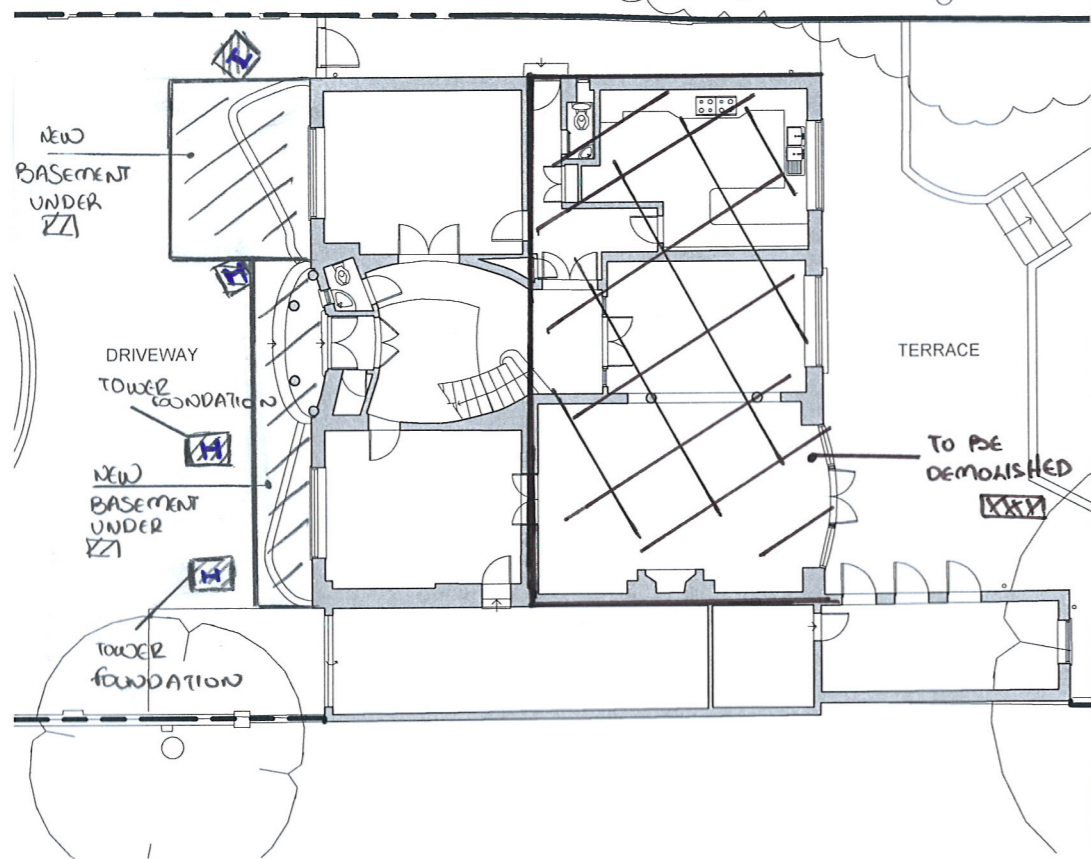 NEW
BASEMENT
UNDER
DRIVEWAY
TOWER
FOUNDATION
H
NEW
BASEMENT
UNDER
H
TOWER
FOUNDATION
TERRACE
TO BE
DEMOLISHED
I
H